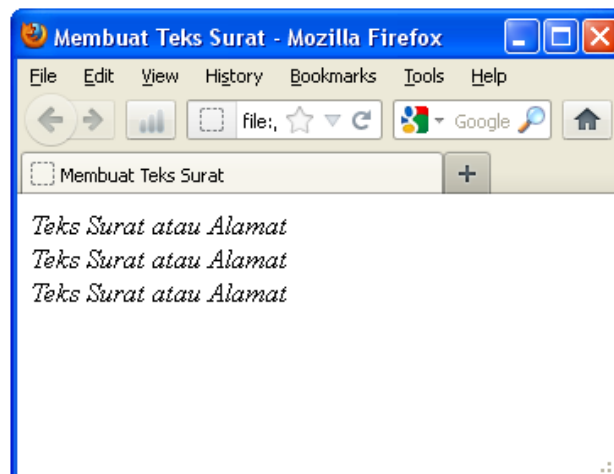 Membuat Teks Surat - Mozilla Firefox
File Edit View History Bookmarks Tools Help
file:, Google
Membuat Teks Surat
Teks Surat atau Alamat
Teks Surat atau Alamat
Teks Surat atau Alamat